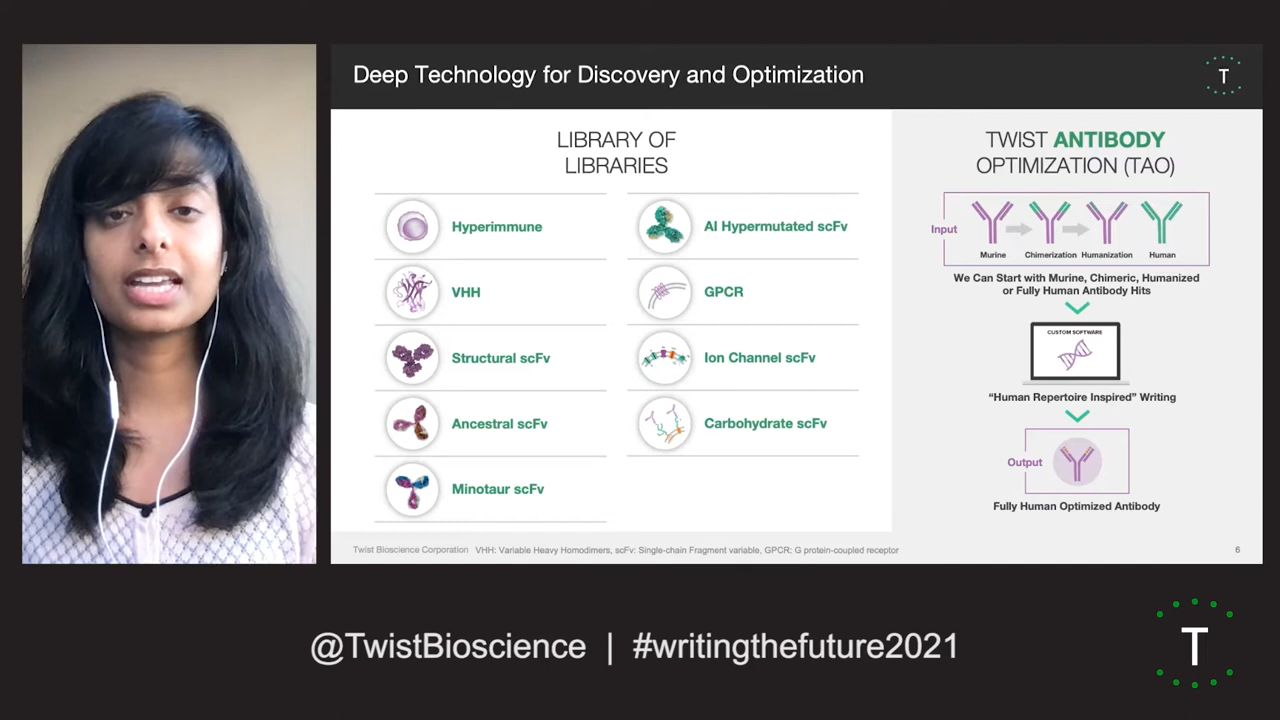 Deep Technology for Discovery and Optimization
T
LIBRARY OF
LIBRARIES
Hyperimmune
VHH
Structural scFv
Ancestral scFv
Minotaur scFv
AI Hypermutated scFv
GPCR
Ion Channel scFv
Carbohydrate scFv
TWIST ANTIBODY
OPTIMIZATION (TAO)
Input
Murine
Chimerization
Humanization
Human
We Can Start with Murine, Chimeric, Humanized
or Fully Human Antibody Hits
CUSTOM SOFTWARE
“Human Repertoire Inspired” Writing
Output
Fully Human Optimized Antibody
Twist Bioscience Corporation VHH: Variable Heavy Homodimers, scFv: Single-chain Fragment variable, GPCR: G protein-coupled receptor
6
@TwistBioscience | #writingthefuture2021
T